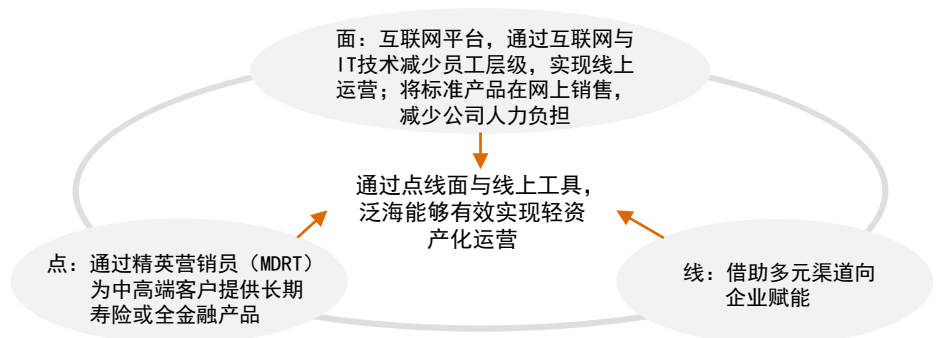 面：互联网平台，通过互联网与
IT技术减少员工层级，实现线上
运营；将标准产品在网上销售，
减少公司人力负担
通过点线面与线上工具，
泛海能够有效实现轻资
产化运营
点：通过精英营销员（MDRT）
为中高端客户提供长期
寿险或全金融产品
线：借助多元渠道向
企业赋能